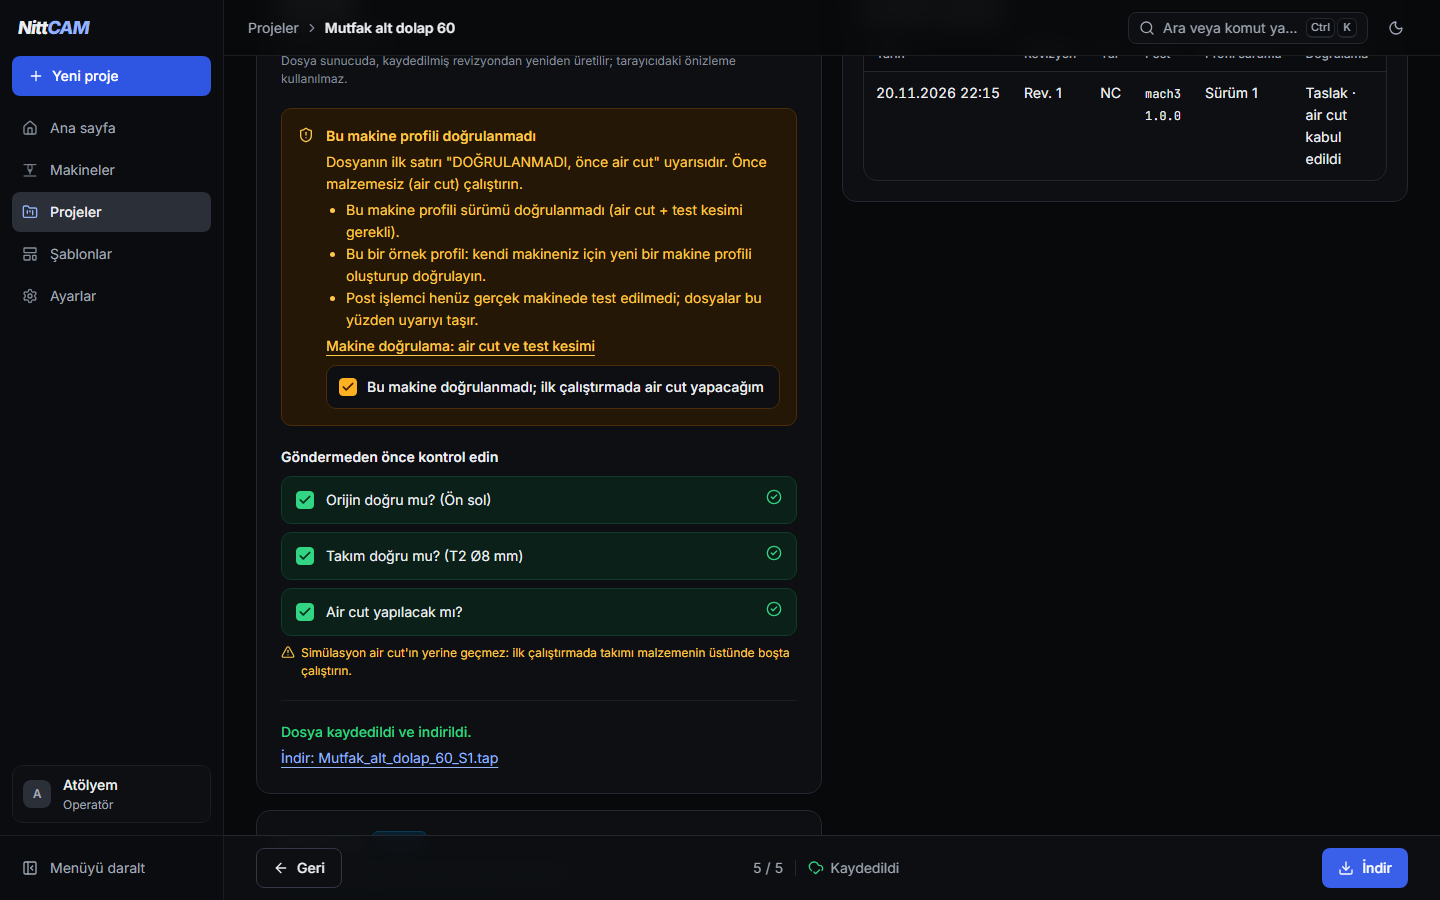 NittCAM
Yeni proje
Ana sayfa
Makineler
Projeler
Şablonlar
Ayarlar
A
Atölyem
Operatör
Menüyü daralt
Projeler > Mutfak alt dolap 60
Ara veya komut ya... Ctrl K
Dosya sunucuda, kaydedilmiş revizyondan yeniden üretilir; tarayıcıdaki önizleme
kullanılmaz.
Bu makine profili doğrulanmadı
Dosyanın ilk satırı "DOĞRULANMADI, önce air cut" uyarısıdır. Önce
malzemesiz (air cut) çalıştırın.
• Bu makine profili sürümü doğrulanmadı (air cut + test kesimi
gerekli).
• Bu bir örnek profil: kendi makineniz için yeni bir makine profili
oluşturup doğrulayın.
• Post işlemci henüz gerçek makinede test edilmedi; dosyalar bu
yüzden uyarıyı taşır.
Makine doğrulama: air cut ve test kesimi
Bu makine doğrulanmadı; ilk çalıştırmada air cut yapacağım
Göndermeden önce kontrol edin
Orijin doğru mu? (Ön sol)
Takım doğru mu? (T2 Ø8 mm)
Air cut yapılacak mı?
Simülasyon air cut'ın yerine geçmez: ilk çalıştırmada takımı malzemenin üstünde boşta
çalıştırın.
Dosya kaydedildi ve indirildi.
İndir: Mutfak_alt_dolap_60_S1.tap
20.11.2026 22:15 Rev. 1 NC mach3 Sürüm 1 Taslak ·
1.0.0 air cut
kabul
edildi
Geri
5 / 5
Kaydedildi
İndir